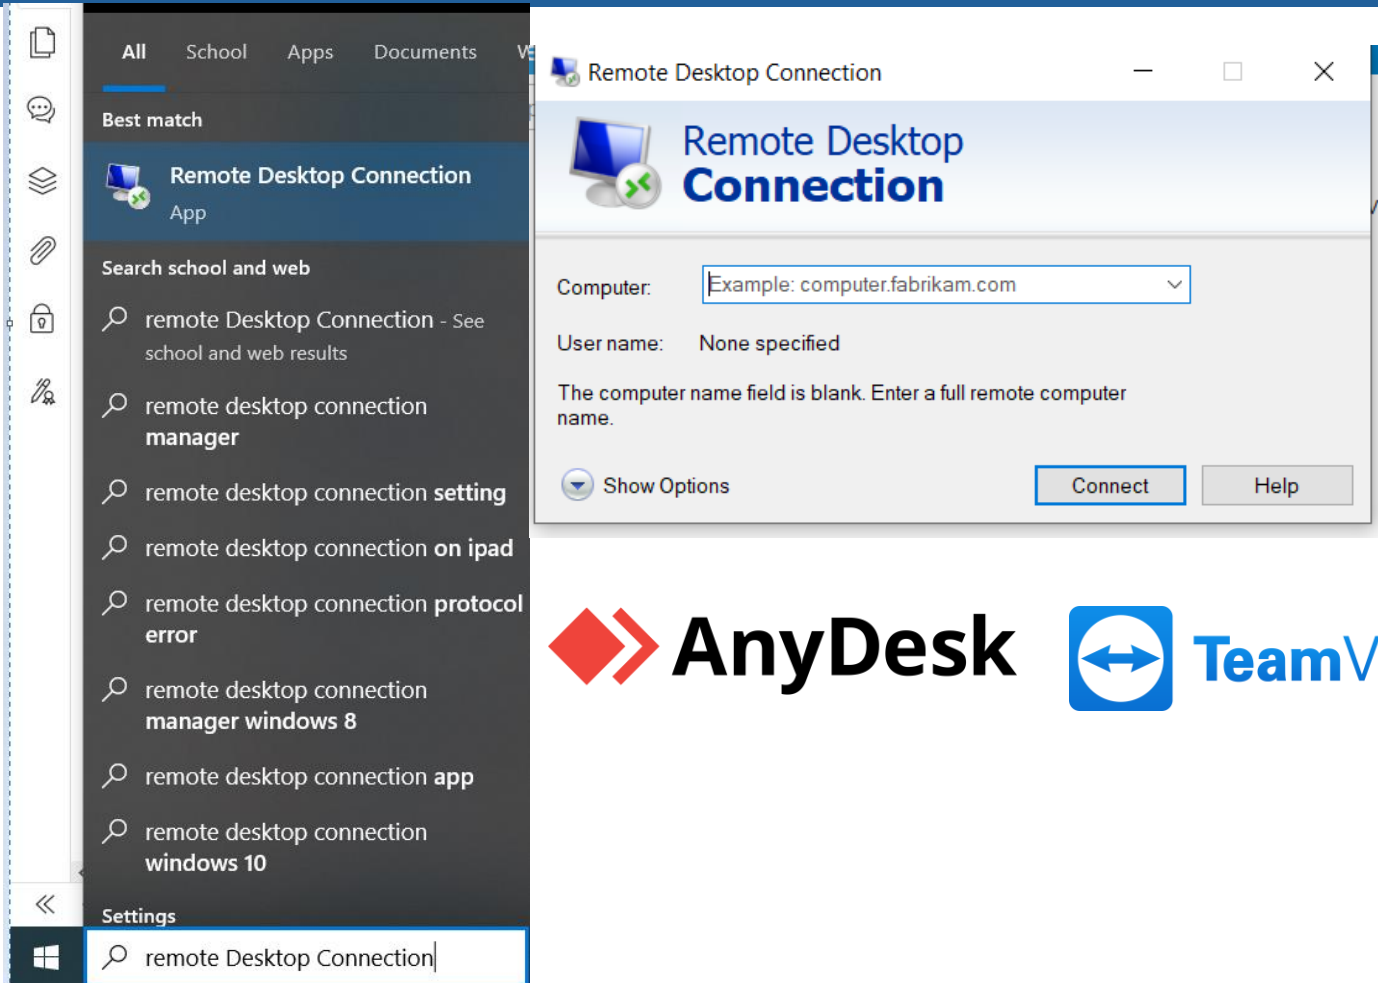 All School Apps Documents
Best match
Remote Desktop Connection
App
Search school and web
remote Desktop Connection - See
school and web results
remote desktop connection
manager
remote desktop connection setting
remote desktop connection on ipad
remote desktop connection protocol
error
remote desktop connection
manager windows 8
remote desktop connection app
remote desktop connection
windows 10
Settings
remote Desktop Connection
Remote Desktop Connection
Remote Desktop
Connection
Computer: Example: computer.fabrikam.com
User name: None specified
The computer name field is blank. Enter a full remote computer
name.
Show Options Connect Help
AnyDesk TeamV